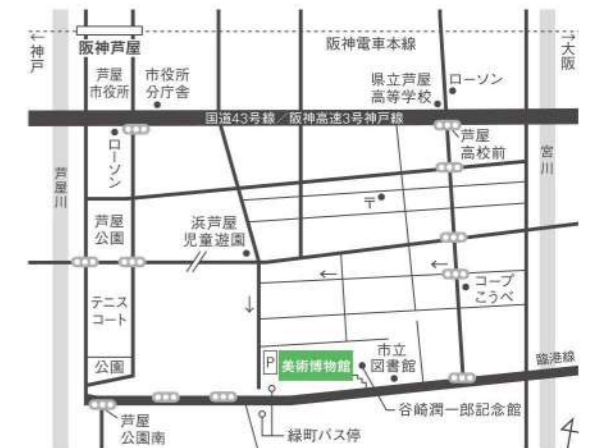 ←神戸
阪神芦屋
阪神電車本線
→大阪
芦屋
市役所
市役所
分庁舎
県立芦屋
高等学校
ローソン
国道43号線/阪神高速3号神戸線
ローソン
芦屋
高校前
芦屋川
宮川
〒
芦屋
公園
浜芦屋
児童遊園
←
←
↓
テニス
コート
コープ
こうべ
公園
P
美術博物館
市立
図書館
臨港線
谷崎潤一郎記念館
芦屋
公園南
緑町バス停
4